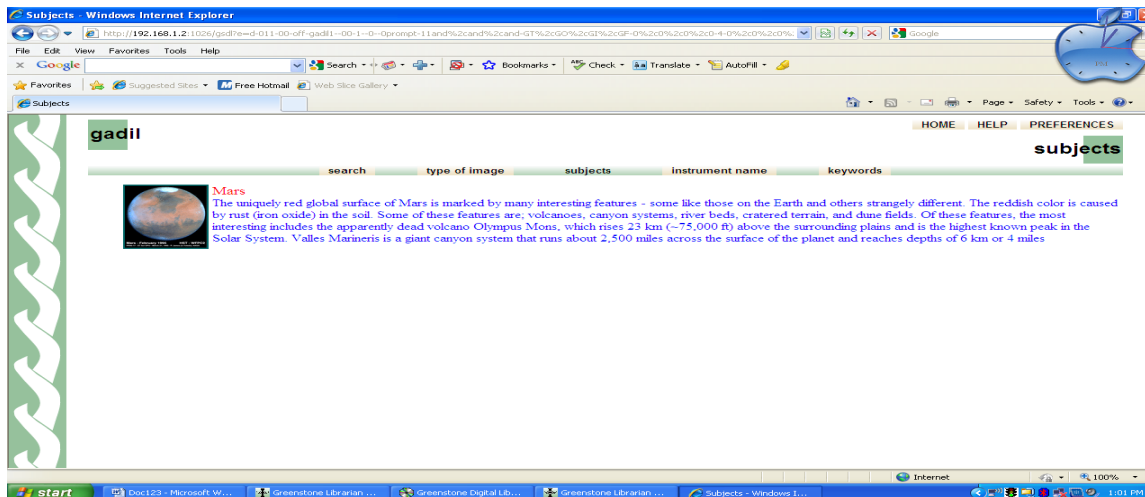 Subjects - Windows Internet Explorer
http://192.168.1.2:1026/gsdl?e=d-011-00-off-gadil--00-1--0--0prompt-11and%2cand%2cand-GT%2cGO%2cGI%2cGF-0%2c0%2c0%2c0-4-0%2c0%2c0%2c0%:
Google
File Edit View Favorites Tools Help
x Google Search Bookmarks Check Translate AutoFill
Favorites Suggested Sites Free Hotmail Web Slice Gallery
Subjects Page Safety Tools
PM
HOME HELP PREFERENCES
gadil
subjects
search type of image subjects instrument name keywords
Mars
The uniquely red global surface of Mars is marked by many interesting features - some like those on the Earth and others strangely different. The reddish color is caused
by rust (iron oxide) in the soil. Some of these features are; volcanoes, canyon systems, river beds, cratered terrain, and dune fields. Of these features, the most
interesting includes the apparently dead volcano Olympus Mons, which rises 23 km (~75,000 ft) above the surrounding plains and is the highest known peak in the
Solar System. Valles Marineris is a giant canyon system that runs about 2,500 miles across the surface of the planet and reaches depths of 6 km or 4 miles
Internet 100%
start Doc123 - Microsoft W... Greenstone Librarian ... Greenstone Digital Lib... Greenstone Librarian ... Subjects - Windows I... 1:01 PM